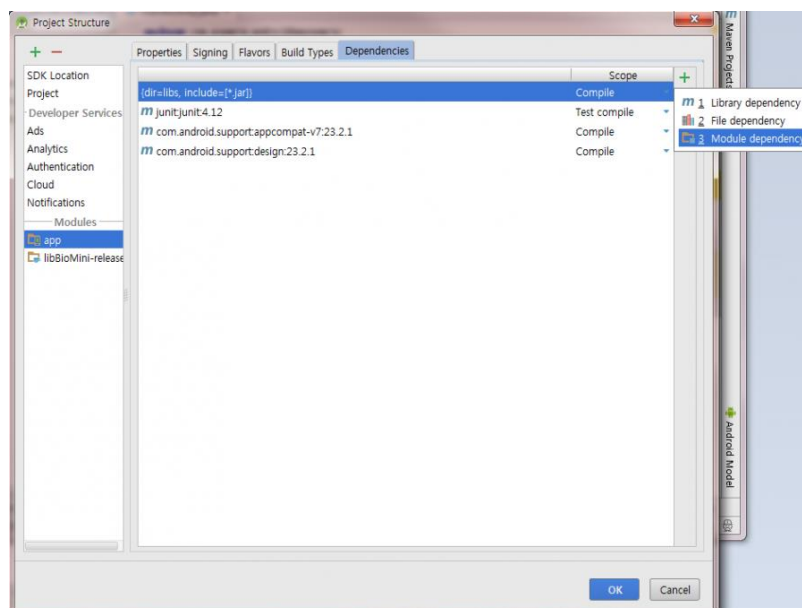 Project Structure
Properties
Signing
Flavors
Build Types
Dependencies
SDK Location
Project
Developer Services
Ads
Analytics
Authentication
Cloud
Notifications
Modules
app
libBioMini-release
Scope
{dir=libs, include=[*.jar]}
Compile
junit:junit:4.12
Test compile
com.android.support:appcompat-v7:23.2.1
Compile
com.android.support:design:23.2.1
Compile
1 Library dependency
2 File dependency
3 Module dependency
Maven Projects
Android Model
OK
Cancel